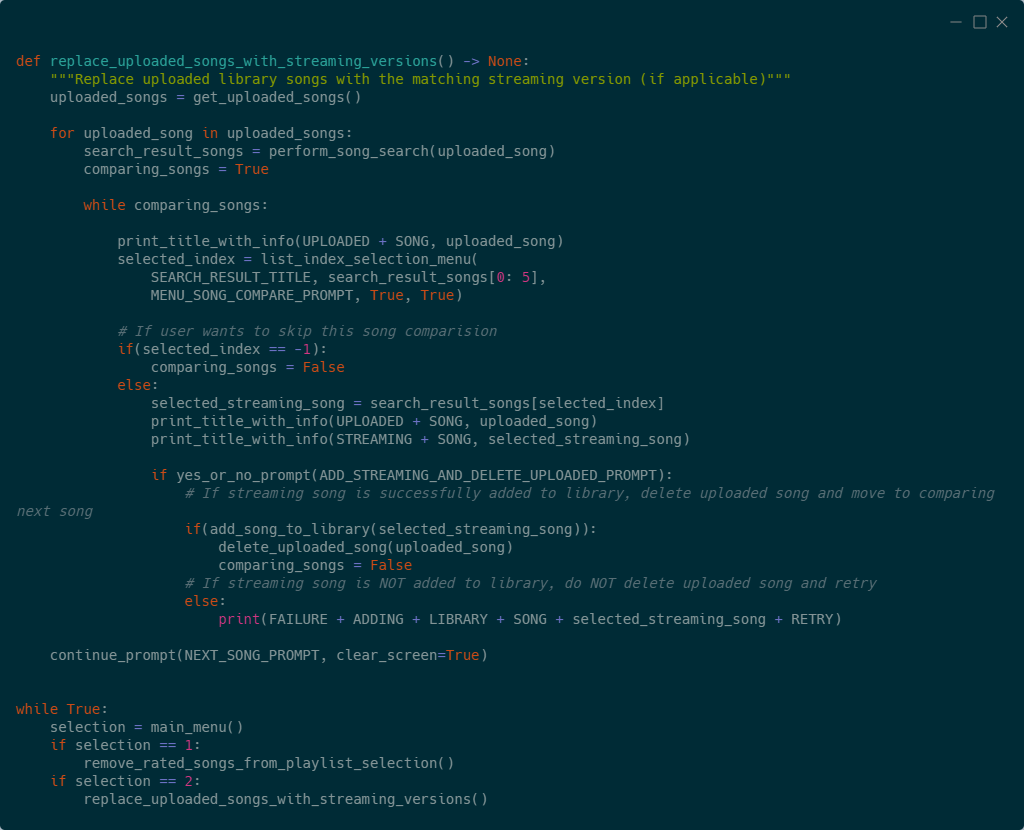 def replace_uploaded_songs_with_streaming_versions() -> None:
    """Replace uploaded library songs with the matching streaming version (if applicable)"""
    uploaded_songs = get_uploaded_songs()

    for uploaded_song in uploaded_songs:
        search_result_songs = perform_song_search(uploaded_song)
        comparing_songs = True

        while comparing_songs:

            print_title_with_info(UPLOADED + SONG, uploaded_song)
            selected_index = list_index_selection_menu(
                SEARCH_RESULT_TITLE, search_result_songs[0: 5],
                MENU_SONG_COMPARE_PROMPT, True, True)

            # If user wants to skip this song comparision
            if(selected_index == -1):
                comparing_songs = False
            else:
                selected_streaming_song = search_result_songs[selected_index]
                print_title_with_info(UPLOADED + SONG, uploaded_song)
                print_title_with_info(STREAMING + SONG, selected_streaming_song)

                if yes_or_no_prompt(ADD_STREAMING_AND_DELETE_UPLOADED_PROMPT):
                    # If streaming song is successfully added to library, delete uploaded song and move to comparing
next song
                    if(add_song_to_library(selected_streaming_song)):
                        delete_uploaded_song(uploaded_song)
                        comparing_songs = False
                    # If streaming song is NOT added to library, do NOT delete uploaded song and retry
                    else:
                        print(FAILURE + ADDING + LIBRARY + SONG + selected_streaming_song + RETRY)

    continue_prompt(NEXT_SONG_PROMPT, clear_screen=True)


while True:
    selection = main_menu()
    if selection == 1:
        remove_rated_songs_from_playlist_selection()
    if selection == 2:
        replace_uploaded_songs_with_streaming_versions()